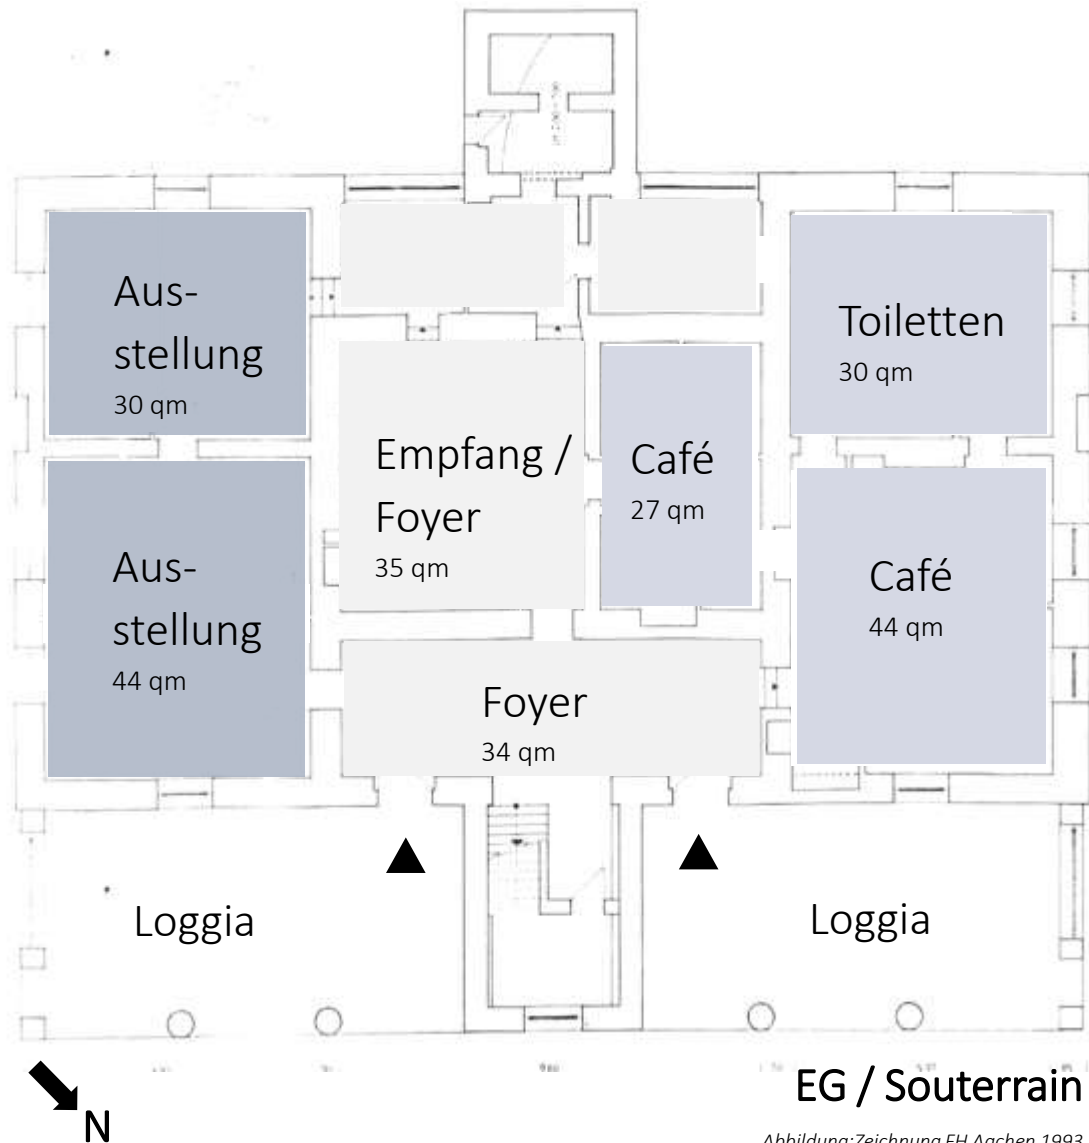 Aus-
stellung
30 qm
Toiletten
30 qm
Empfang /
Foyer
35 qm
Café
27 qm
Aus-
stellung
44 qm
Café
44 qm
Foyer
34 qm
Loggia
Loggia
N
EG / Souterrain
Abbildung:Zeichnung FH Aachen 1993